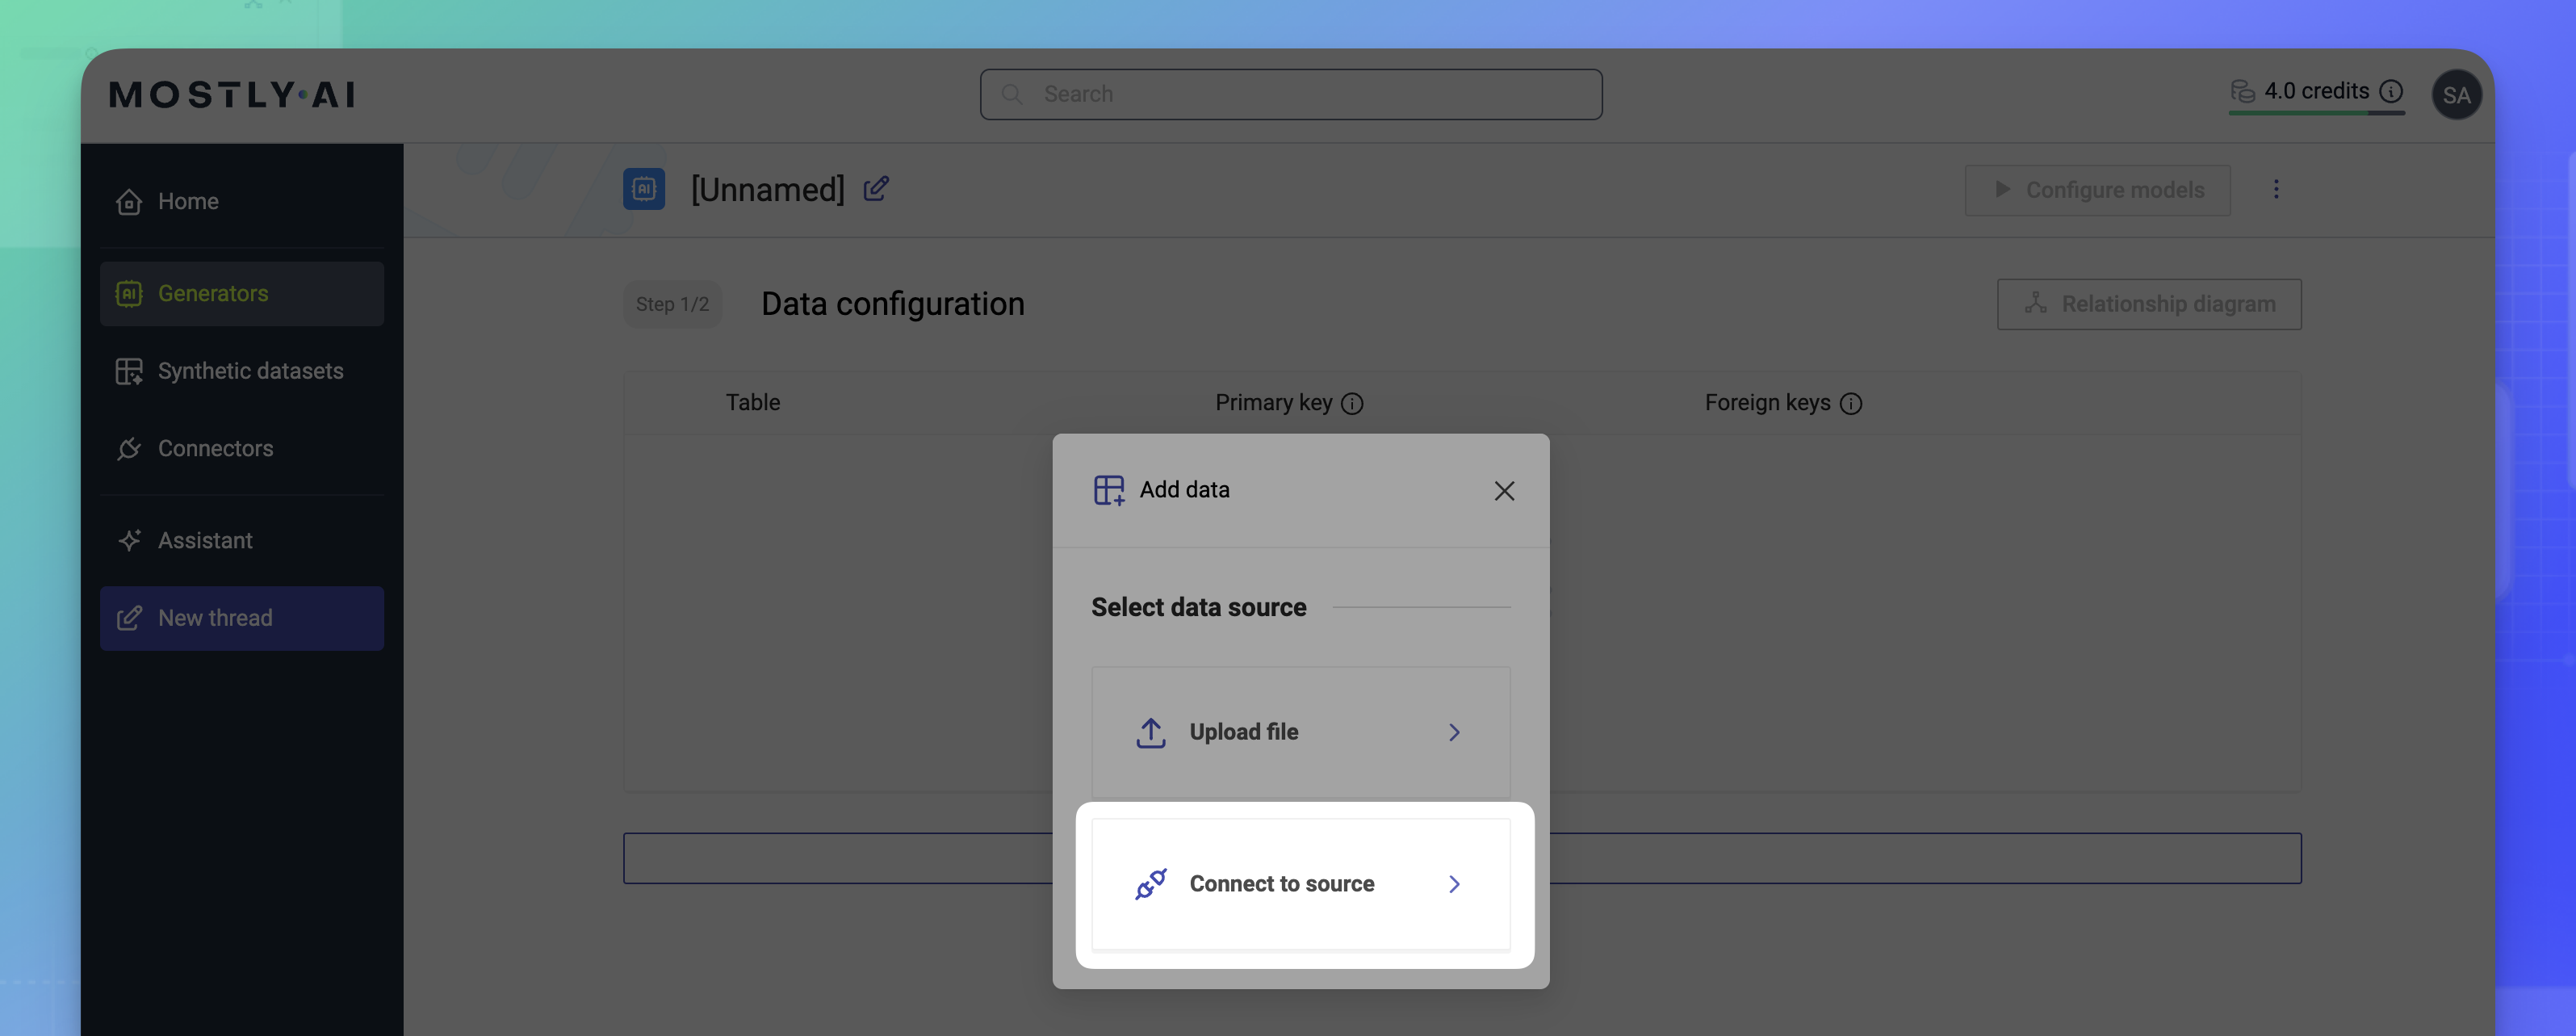 MOSTLY·AI
Search
4.0 credits
SA
Home
Generators
Synthetic datasets
Connectors
Assistant
New thread
[Unnamed]
Configure models
Step 1/2
Data configuration
Relationship diagram
Table
Primary key
Foreign keys
Add data
Select data source
Upload file
Connect to source